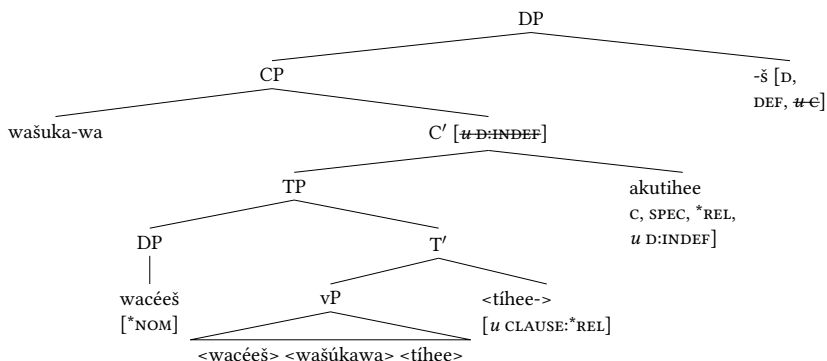 DP
CP
-š [D,
DEF, u C]
wašuka-wa
C′ [u D:INDEF]
TP
akutihee
C, SPEC, *REL,
u D:INDEF]
DP
T′
wacéeš
[*NOM]
vP
<tíhee->
[u CLAUSE:*REL]
<wacéeš> <wašúkawa> <tíhee>